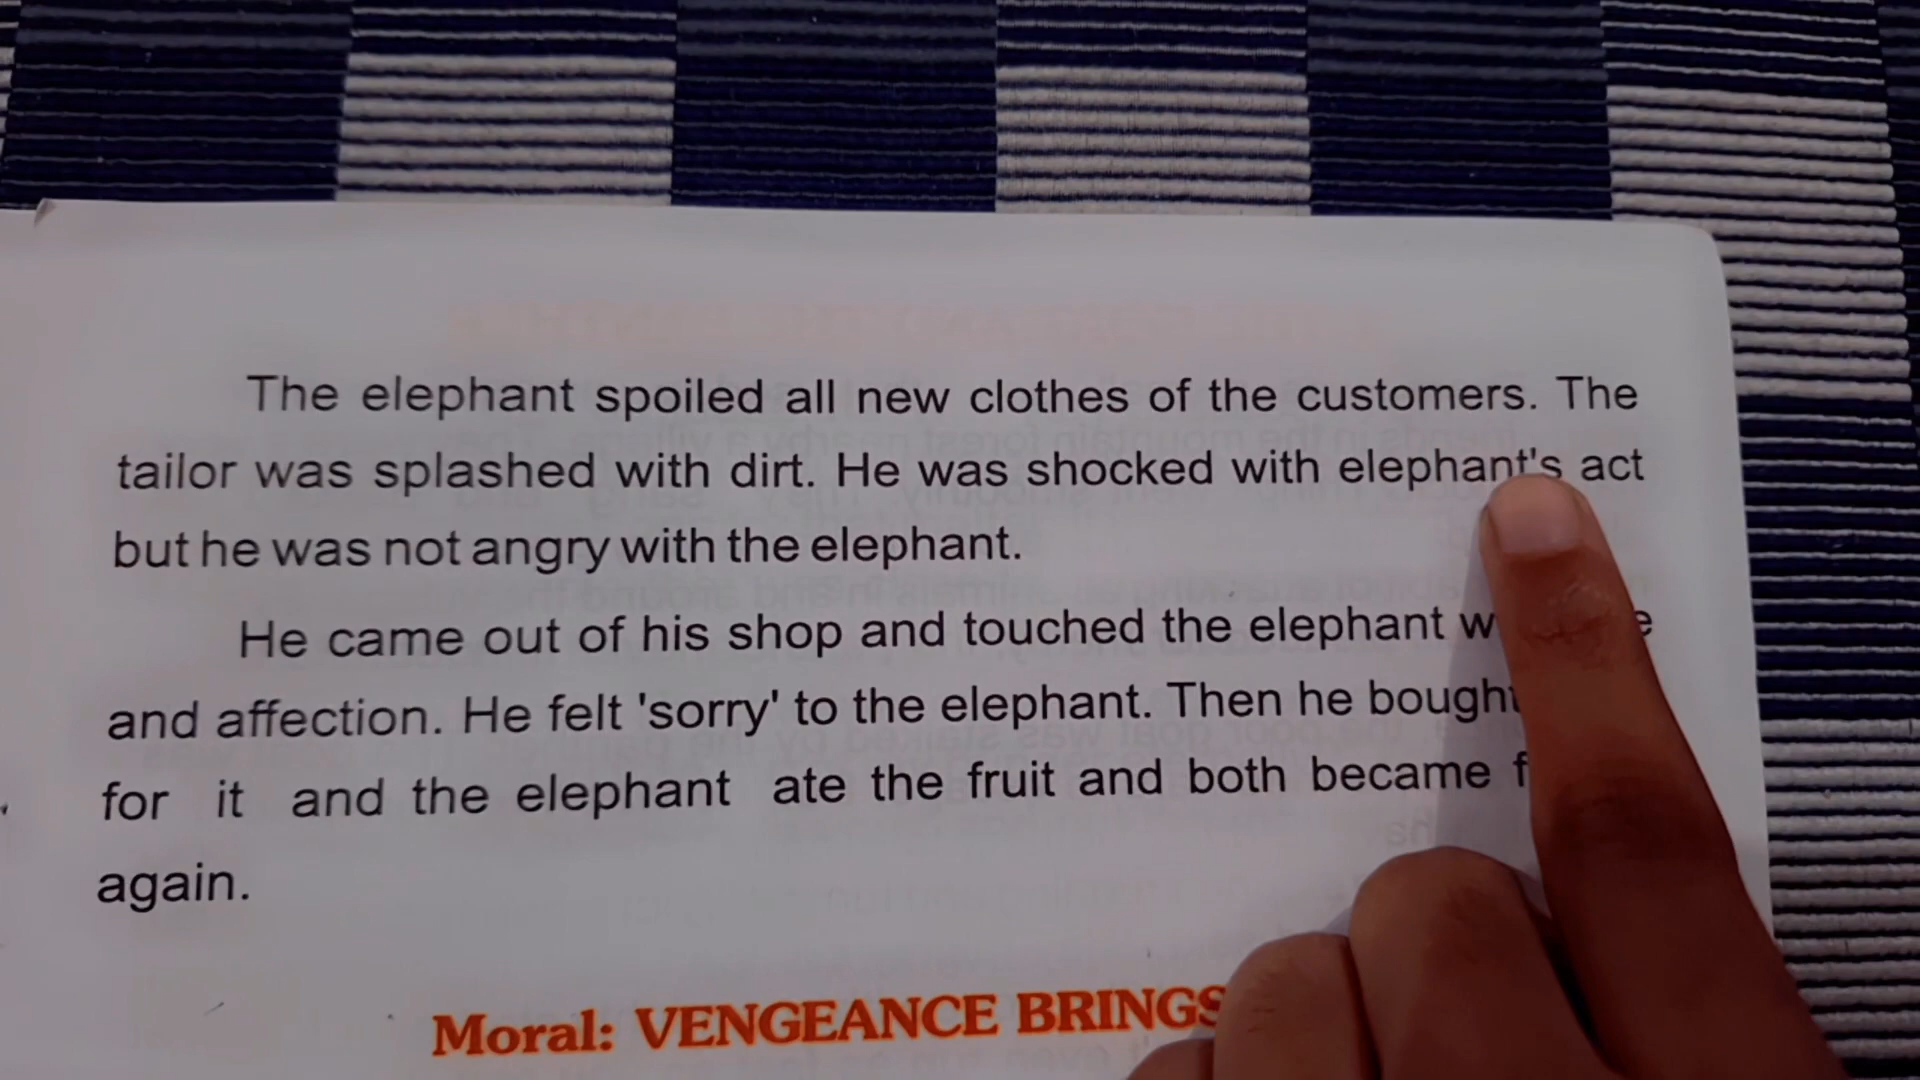 The elephant spoiled all new clothes of the customers. The
tailor was splashed with dirt. He was shocked with elephant's act
but he was not angry with the elephant.
He came out of his shop and touched the elephant
and affection. He felt 'sorry' to the elephant. Then he bought
for it and the elephant ate the fruit and both became
again.
Moral: VENGEANCE BRINGS